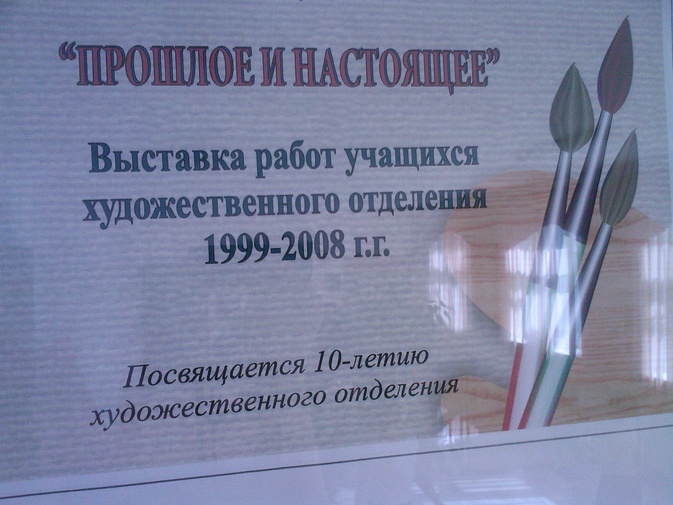 “ПРОШЛОЕ И НАСТОЯЩЕЕ”
Выставка работ учащихся
художественного отделения
1999-2008 г.г.
Посвящается 10-летию
художественного отделения